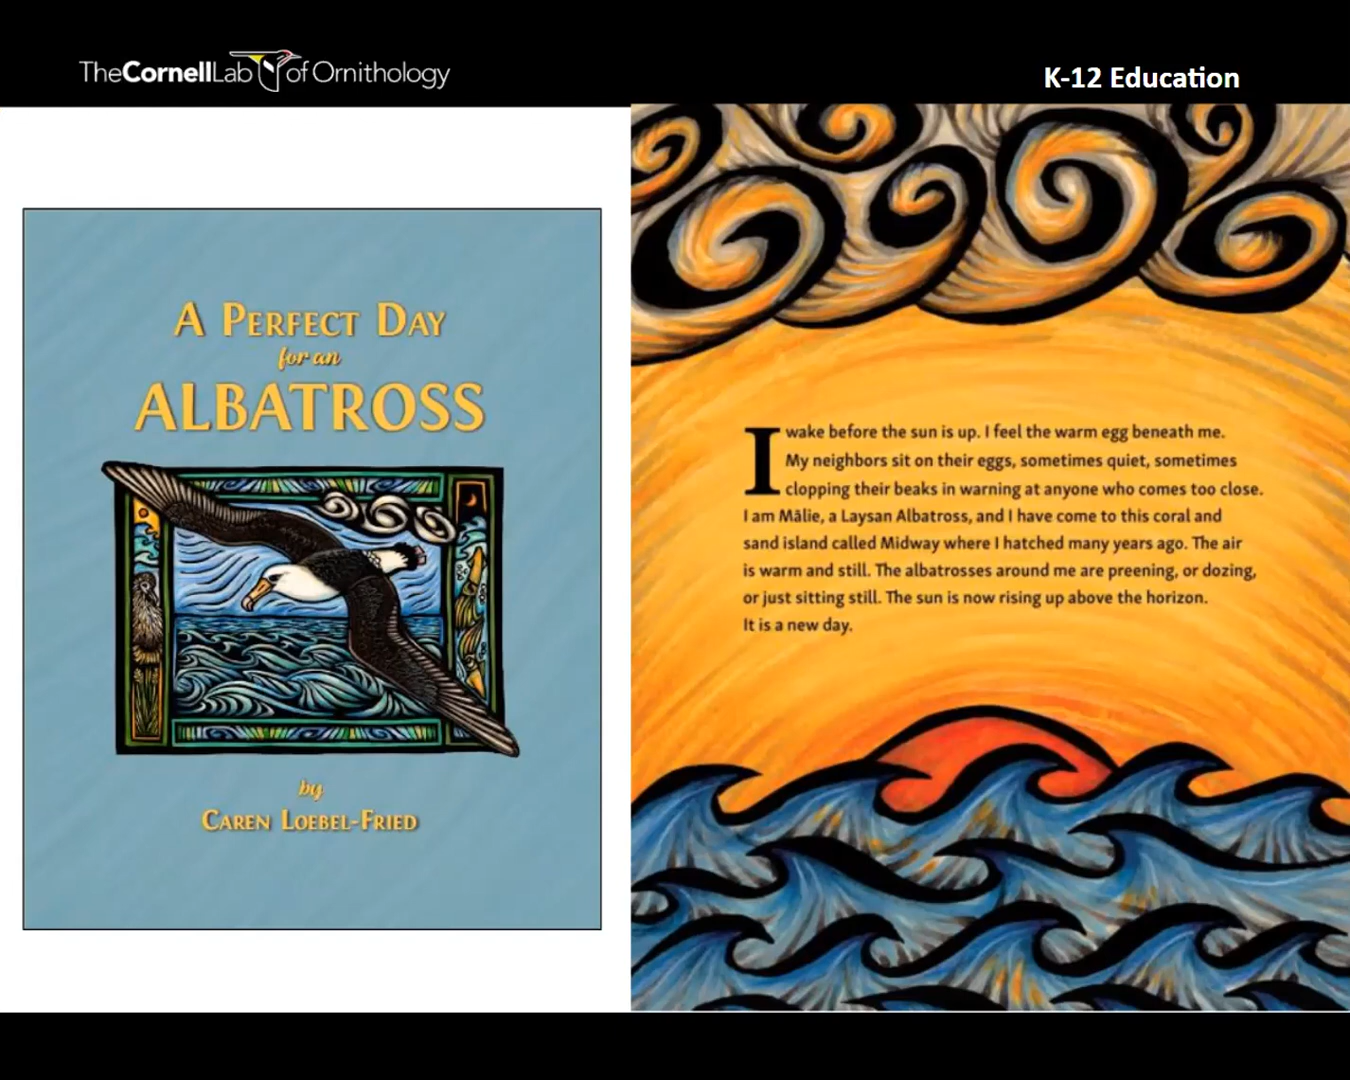 TheCornellLab of Ornithology
K-12 Education
A PERFECT DAY
for an
ALBATROSS
by
CAREN LOEBEL-FRIED
I wake before the sun is up. I feel the warm egg beneath me.
My neighbors sit on their eggs, sometimes quiet, sometimes
clopping their beaks in warning at anyone who comes too close.
I am Mālie, a Laysan Albatross, and I have come to this coral and
sand island called Midway where I hatched many years ago. The air
is warm and still. The albatrosses around me are preening, or dozing,
or just sitting still. The sun is now rising up above the horizon.
It is a new day.